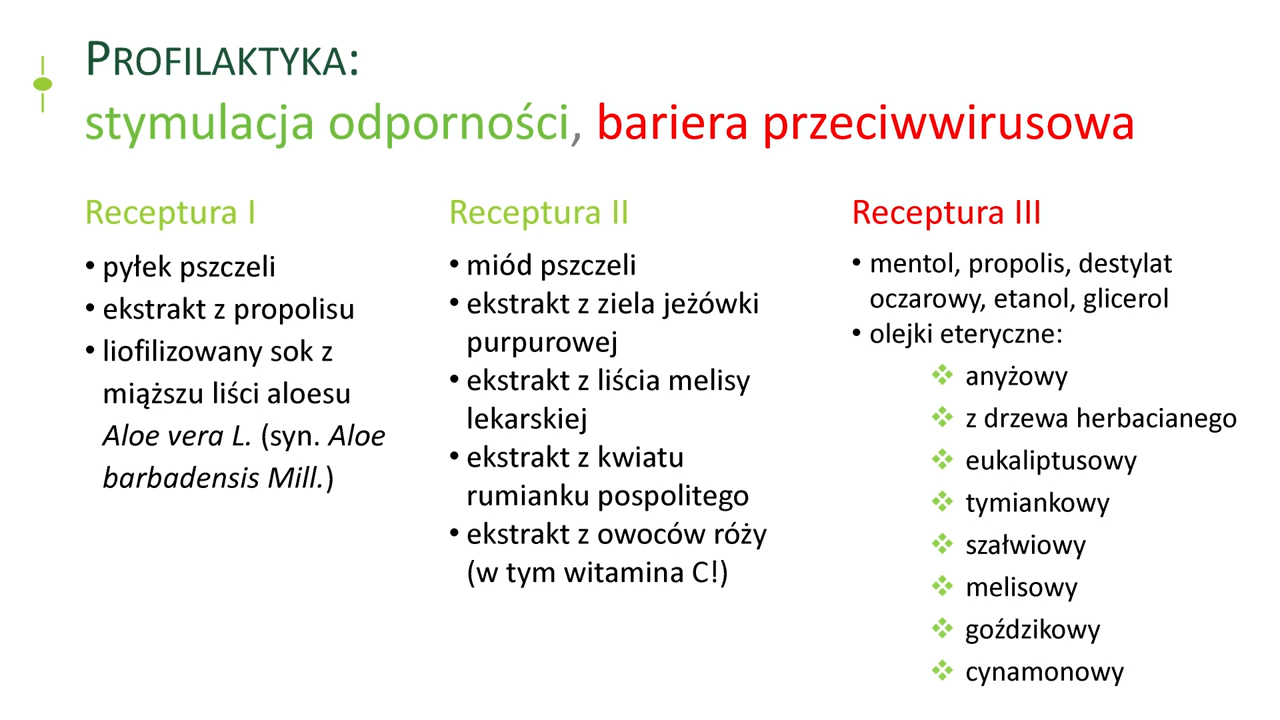 PROFILAKTYKA:
stymulacja odporności, bariera przeciwwirusowa
Receptura I
• pyłek pszczeli
• ekstrakt z propolisu
• liofilizowany sok z
miąższu liści aloesu
Aloe vera L. (syn. Aloe
barbadensis Mill.)
Receptura II
• miód pszczeli
• ekstrakt z ziela jeżówki
purpurowej
• ekstrakt z liścia melisy
lekarskiej
• ekstrakt z kwiatu
rumianku pospolitego
• ekstrakt z owoców róży
(w tym witamina C!)
Receptura III
• mentol, propolis, destylat
oczarowy, etanol, glicerol
• olejki eteryczne:
❖ anyżowy
❖ z drzewa herbacianego
❖ eukaliptusowy
❖ tymiankowy
❖ szałwiowy
❖ melisowy
❖ goździkowy
❖ cynamonowy